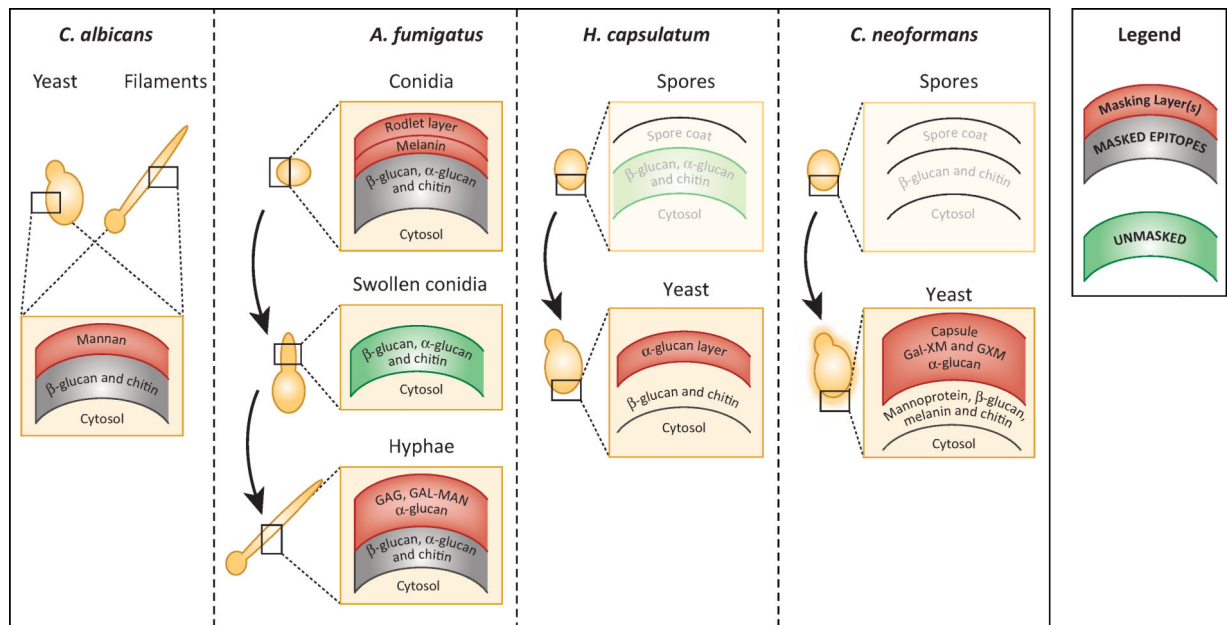 C. albicans
Yeast
Filaments
Mannan
β-glucan and chitin
Cytosol
A. fumigatus
Conidia
Rodlet layer
Melanin
β-glucan, α-glucan
and chitin
Cytosol
Swollen conidia
β-glucan, α-glucan
and chitin
Cytosol
Hyphae
GAG, GAL-MAN
α-glucan
β-glucan, α-glucan
and chitin
Cytosol
H. capsulatum
Spores
Spore coat
β-glucan, α-glucan
and chitin
Cytosol
Yeast
α-glucan layer
β-glucan and chitin
Cytosol
C. neoformans
Spores
Spore coat
β-glucan and chitin
Cytosol
Yeast
Capsule
Gal-XM and GXM
α-glucan
Mannoprotein, β-glucan,
melanin and chitin
Cytosol
Legend
Masking Layer(s)
MASKED EPITOPES
UNMASKED